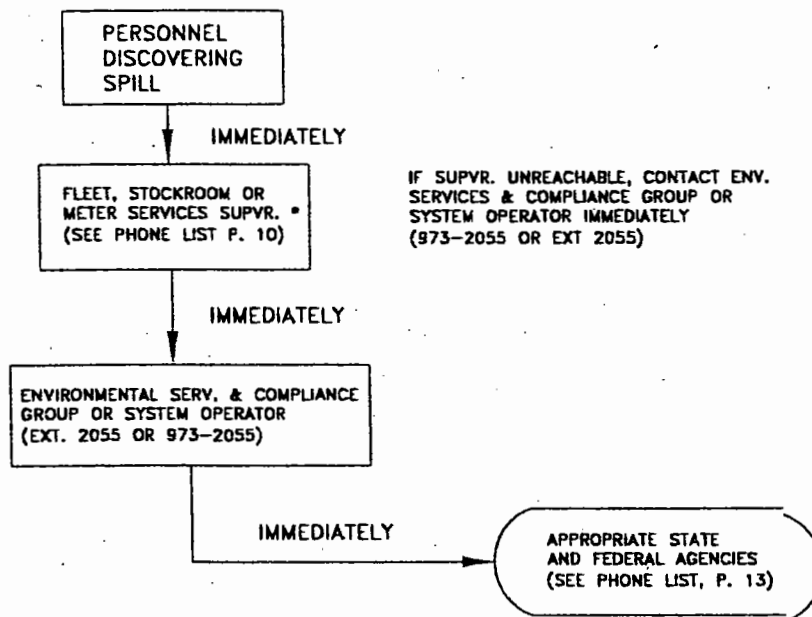 PERSONNEL
DISCOVERING
SPILL
IMMEDIATELY
FLEET, STOCKROOM OR
METER SERVICES SUPVR. *
(SEE PHONE LIST P. 10)
IF SUPVR. UNREACHABLE, CONTACT ENV.
SERVICES & COMPLIANCE GROUP OR
SYSTEM OPERATOR IMMEDIATELY
(973-2055 OR EXT 2055)
IMMEDIATELY
ENVIRONMENTAL SERV. & COMPLIANCE
GROUP OR SYSTEM OPERATOR
(EXT. 2055 OR 973-2055)
IMMEDIATELY
APPROPRIATE STATE
AND FEDERAL AGENCIES
(SEE PHONE LIST, P. 13)